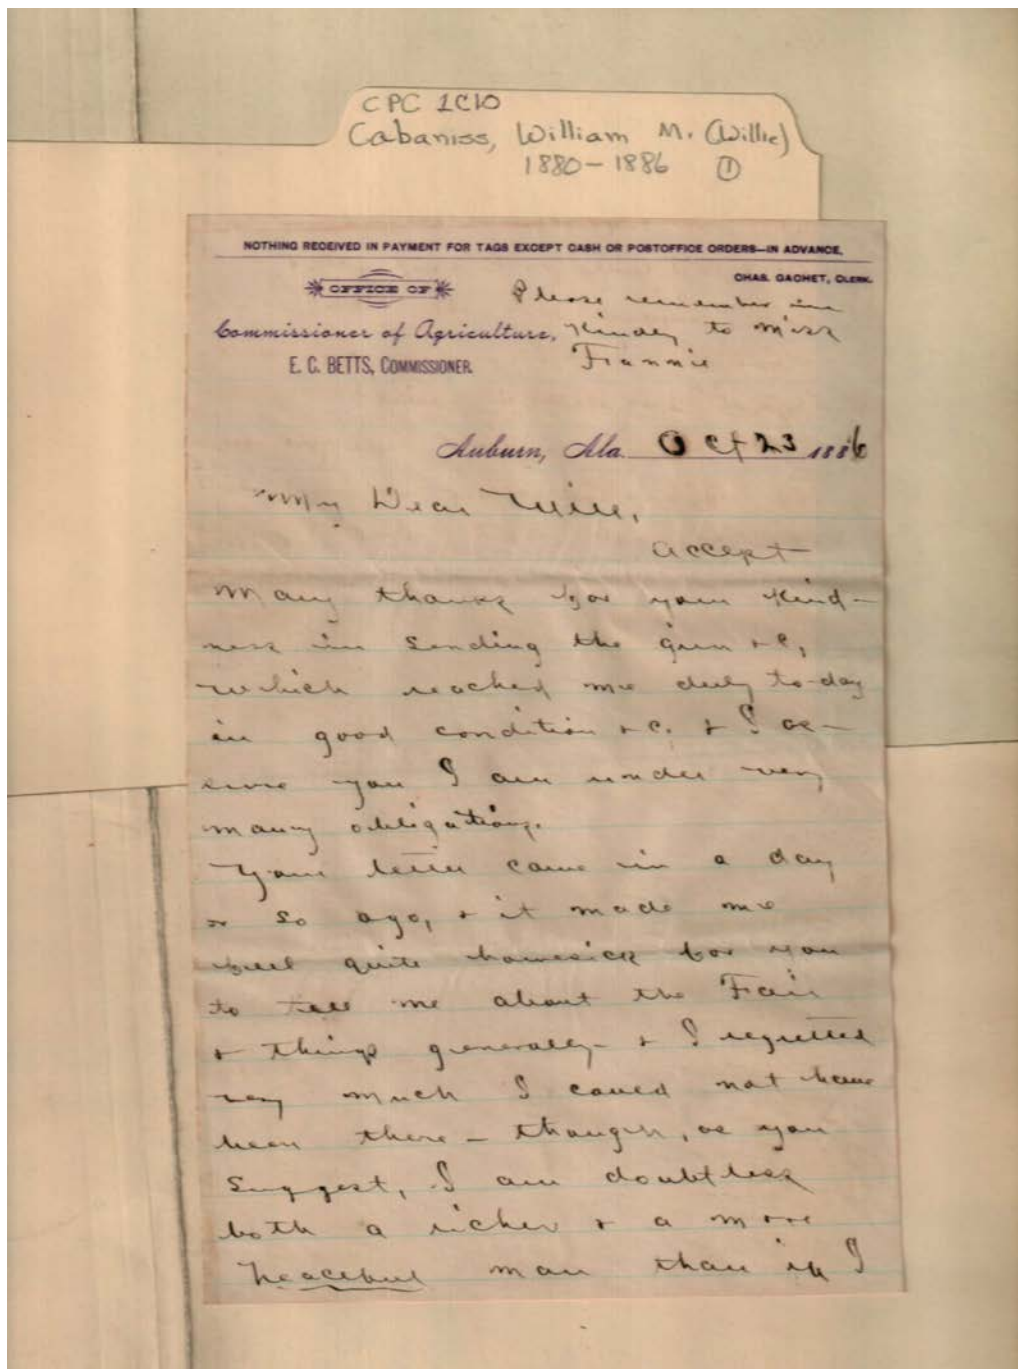 CPC 1C10
Cabaniss, William M. (Willie)
1880-1886 ①
NOTHING RECEIVED IN PAYMENT FOR TAGS EXCEPT CASH OR POSTOFFICE ORDERS—IN ADVANCE.
CHAS. GACHET, CLERK.
OFFICE OF
Commissioner of Agriculture,
E. C. BETTS, COMMISSIONER.
Please remember me
kindly to Miss
Fannie
Auburn, Ala. Oct 23 1886
My Dear Will,
accept
many thanks for your kind-
ness in sending the gun &c,
which reached me duly to-day
in good condition &c. & I as-
sure you I am under very
many obligations.
Your letter came in a day
or so ago, & it made me
feel quite homesick for you
to tell me about the Fair
& things generally - & I regretted
very much I could not have
been there - though, as you
suggest, I am doubtless
both a richer & a more
peaceful man than if I